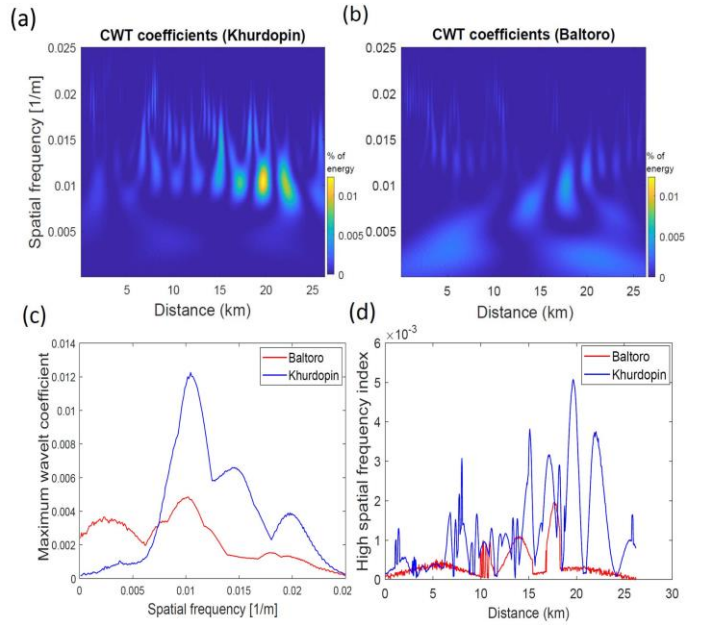 (a)
CWT coefficients (Khurdopin)
0.025
0.02
0.015
0.01
0.005
Spatial frequency [1/m]
5 10 15 20 25
Distance (km)
% of
energy
0.01
0.005
0
(b)
CWT coefficients (Baltoro)
0.025
0.02
0.015
0.01
0.005
5 10 15 20 25
Distance (km)
% of
energy
0.01
0.005
0
(c)
0.014
0.012
0.01
0.008
0.006
0.004
0.002
0
Maximum wavelt coefficient
Baltoro
Khurdopin
0 0.005 0.01 0.015 0.02 0.02
Spatial frequency [1/m]
(d)
×10⁻³
6
5
4
3
2
1
0
High spatial frequency index
Baltoro
Khurdopin
0 5 10 15 20 25 30
Distance (km)